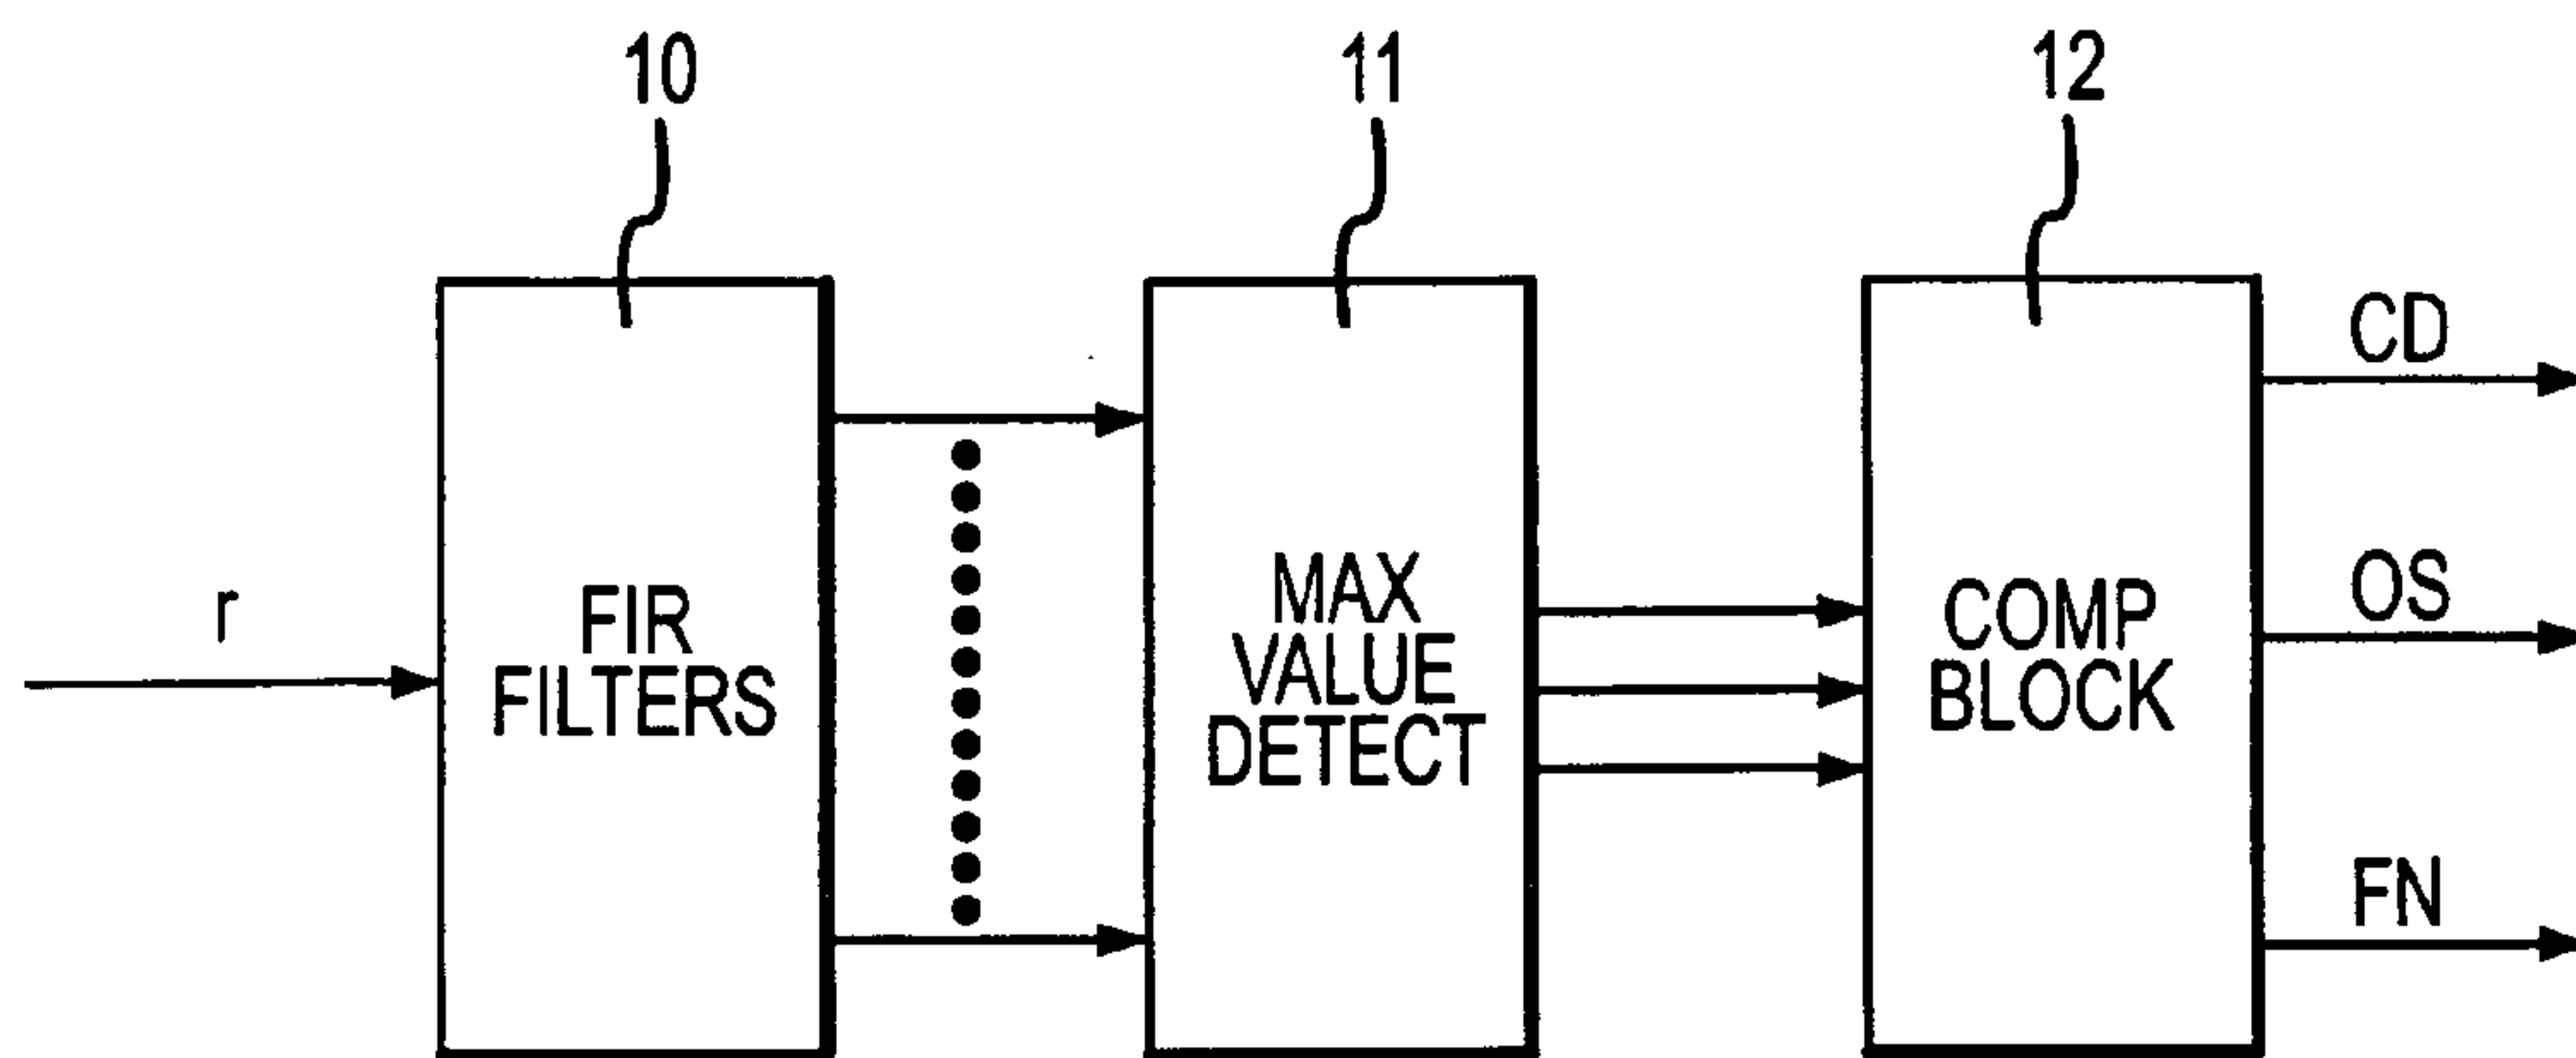 10
11
12
r
FIR
FILTERS
MAX
VALUE
DETECT
COMP
BLOCK
CD
OS
FN